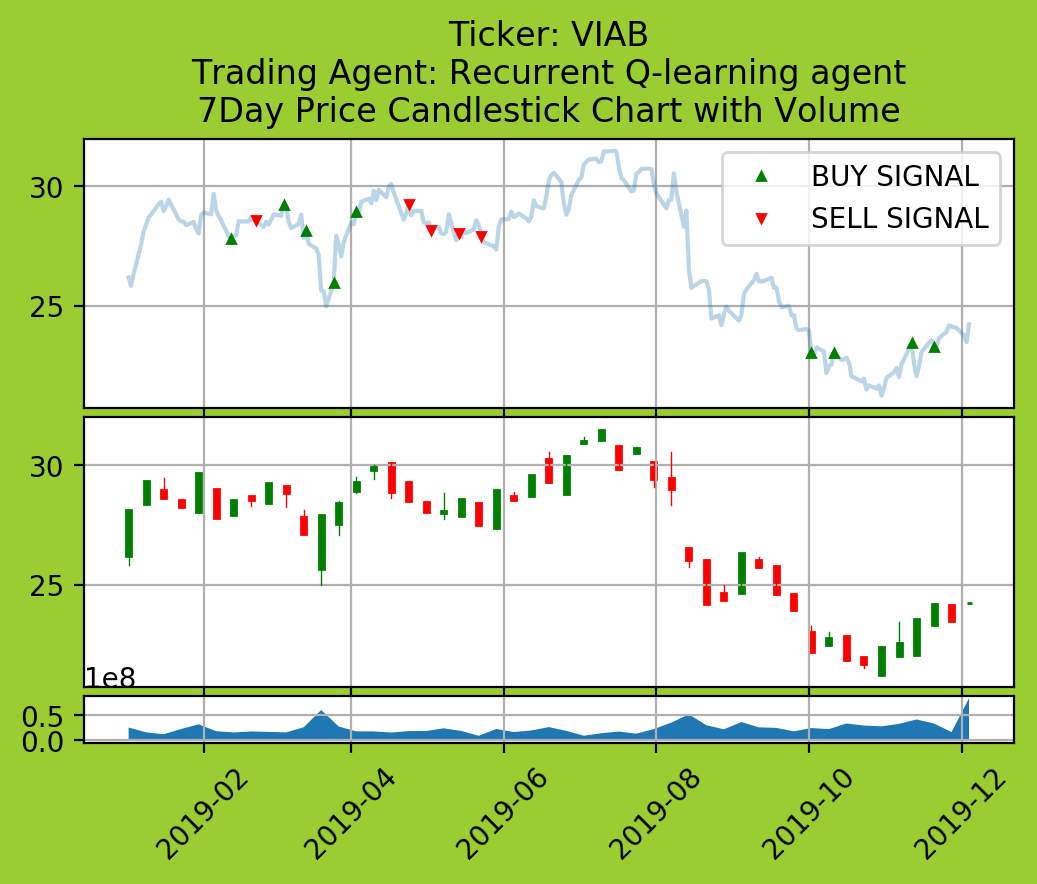 Ticker: VIAB
Trading Agent: Recurrent Q-learning agent
7Day Price Candlestick Chart with Volume
BUY SIGNAL
SELL SIGNAL
30
25
30
25
1e8
0.5
0.0
2019-02
2019-04
2019-06
2019-08
2019-10
2019-12